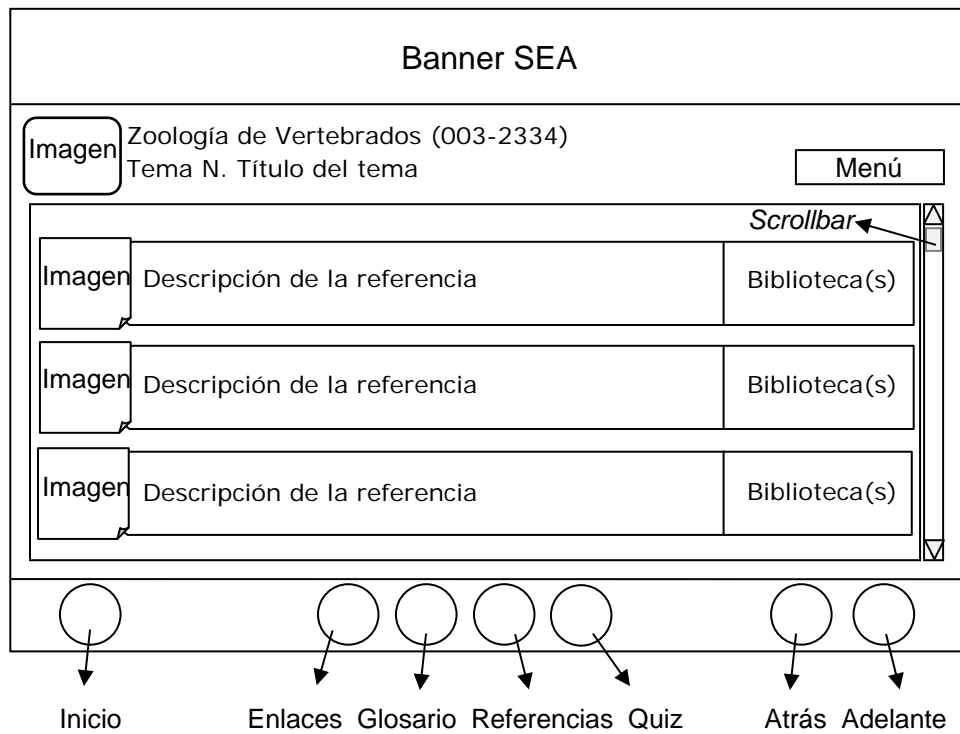 Banner SEA
Imagen
Zoología de Vertebrados (003-2334)
Tema N. Título del tema
Menú
Scrollbar
Imagen Descripción de la referencia Biblioteca(s)
Imagen Descripción de la referencia Biblioteca(s)
Imagen Descripción de la referencia Biblioteca(s)
Inicio Enlaces Glosario Referencias Quiz Atrás Adelante